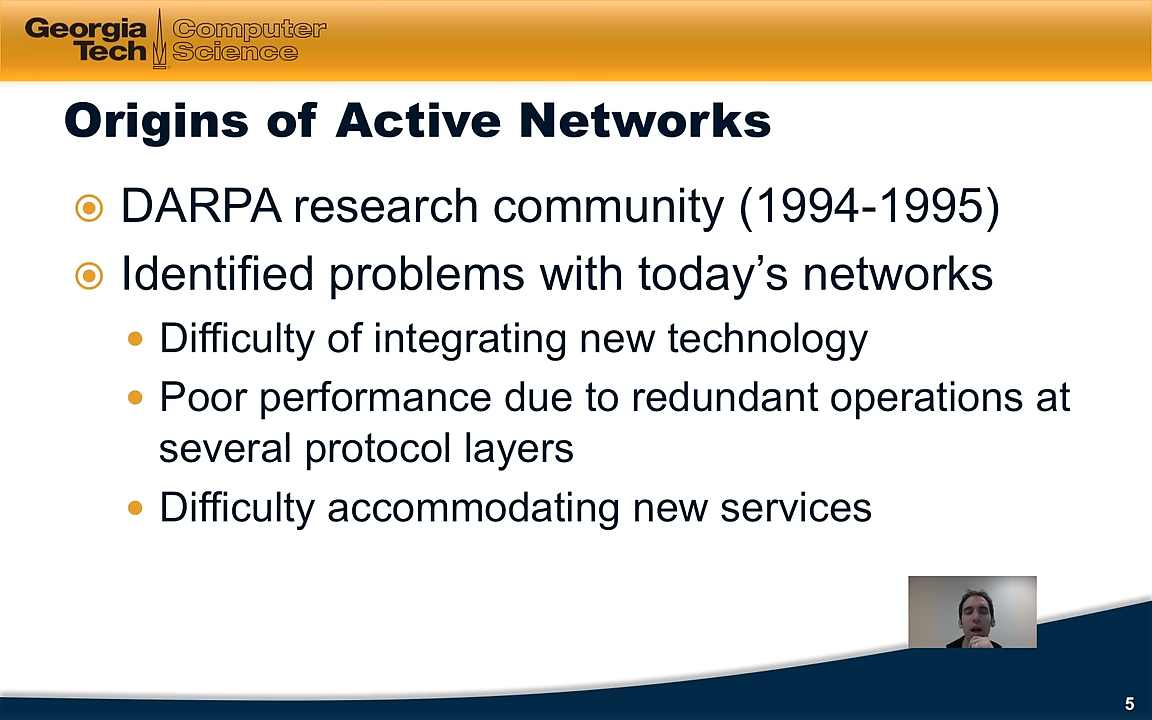 Georgia Tech
Computer Science
Origins of Active Networks
DARPA research community (1994-1995)
Identified problems with today’s networks
Difficulty of integrating new technology
Poor performance due to redundant operations at
several protocol layers
Difficulty accommodating new services
5